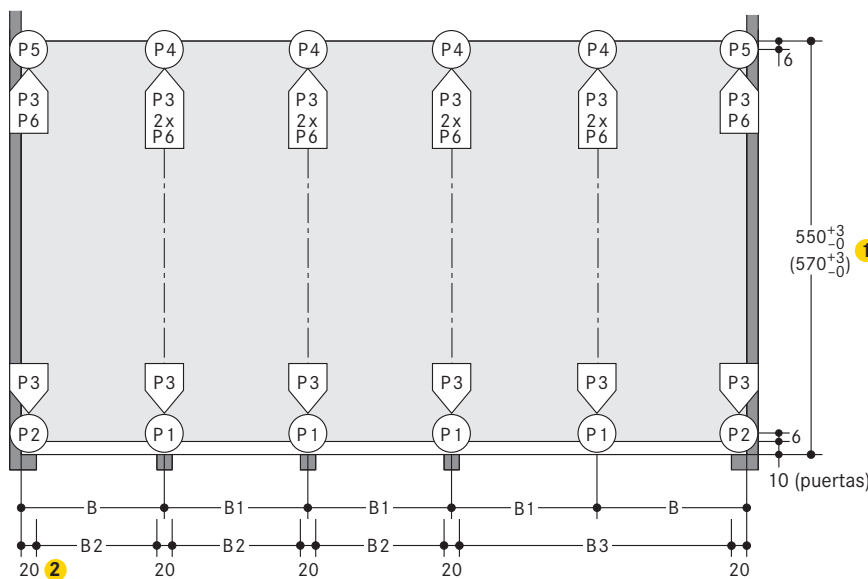 P5 P4 P4 P4 P4 P5
6
P3 P3 P3 P3 P3 P3
P6 2x 2x 2x 2x P6
P6 P6 P6 P6
550 +3 -0 1
(570 +3 -0)
P3 P3 P3 P3 P3 P3
P2 P1 P1 P1 P1 P2
6
10 (puertas)
B B1 B1 B1 B
B2 B2 B2 B3
20 2 20 20 20 20